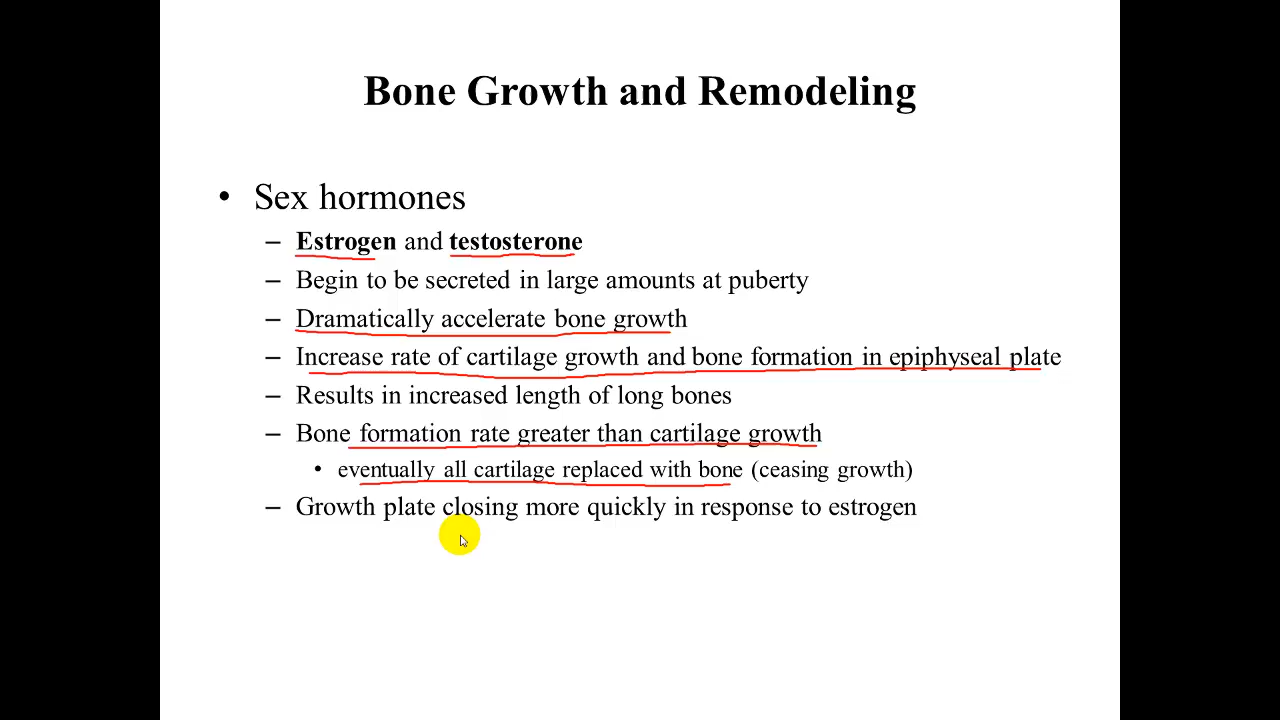 Bone Growth and Remodeling
• Sex hormones
– Estrogen and testosterone
– Begin to be secreted in large amounts at puberty
– Dramatically accelerate bone growth
– Increase rate of cartilage growth and bone formation in epiphyseal plate
– Results in increased length of long bones
– Bone formation rate greater than cartilage growth
• eventually all cartilage replaced with bone (ceasing growth)
– Growth plate closing more quickly in response to estrogen